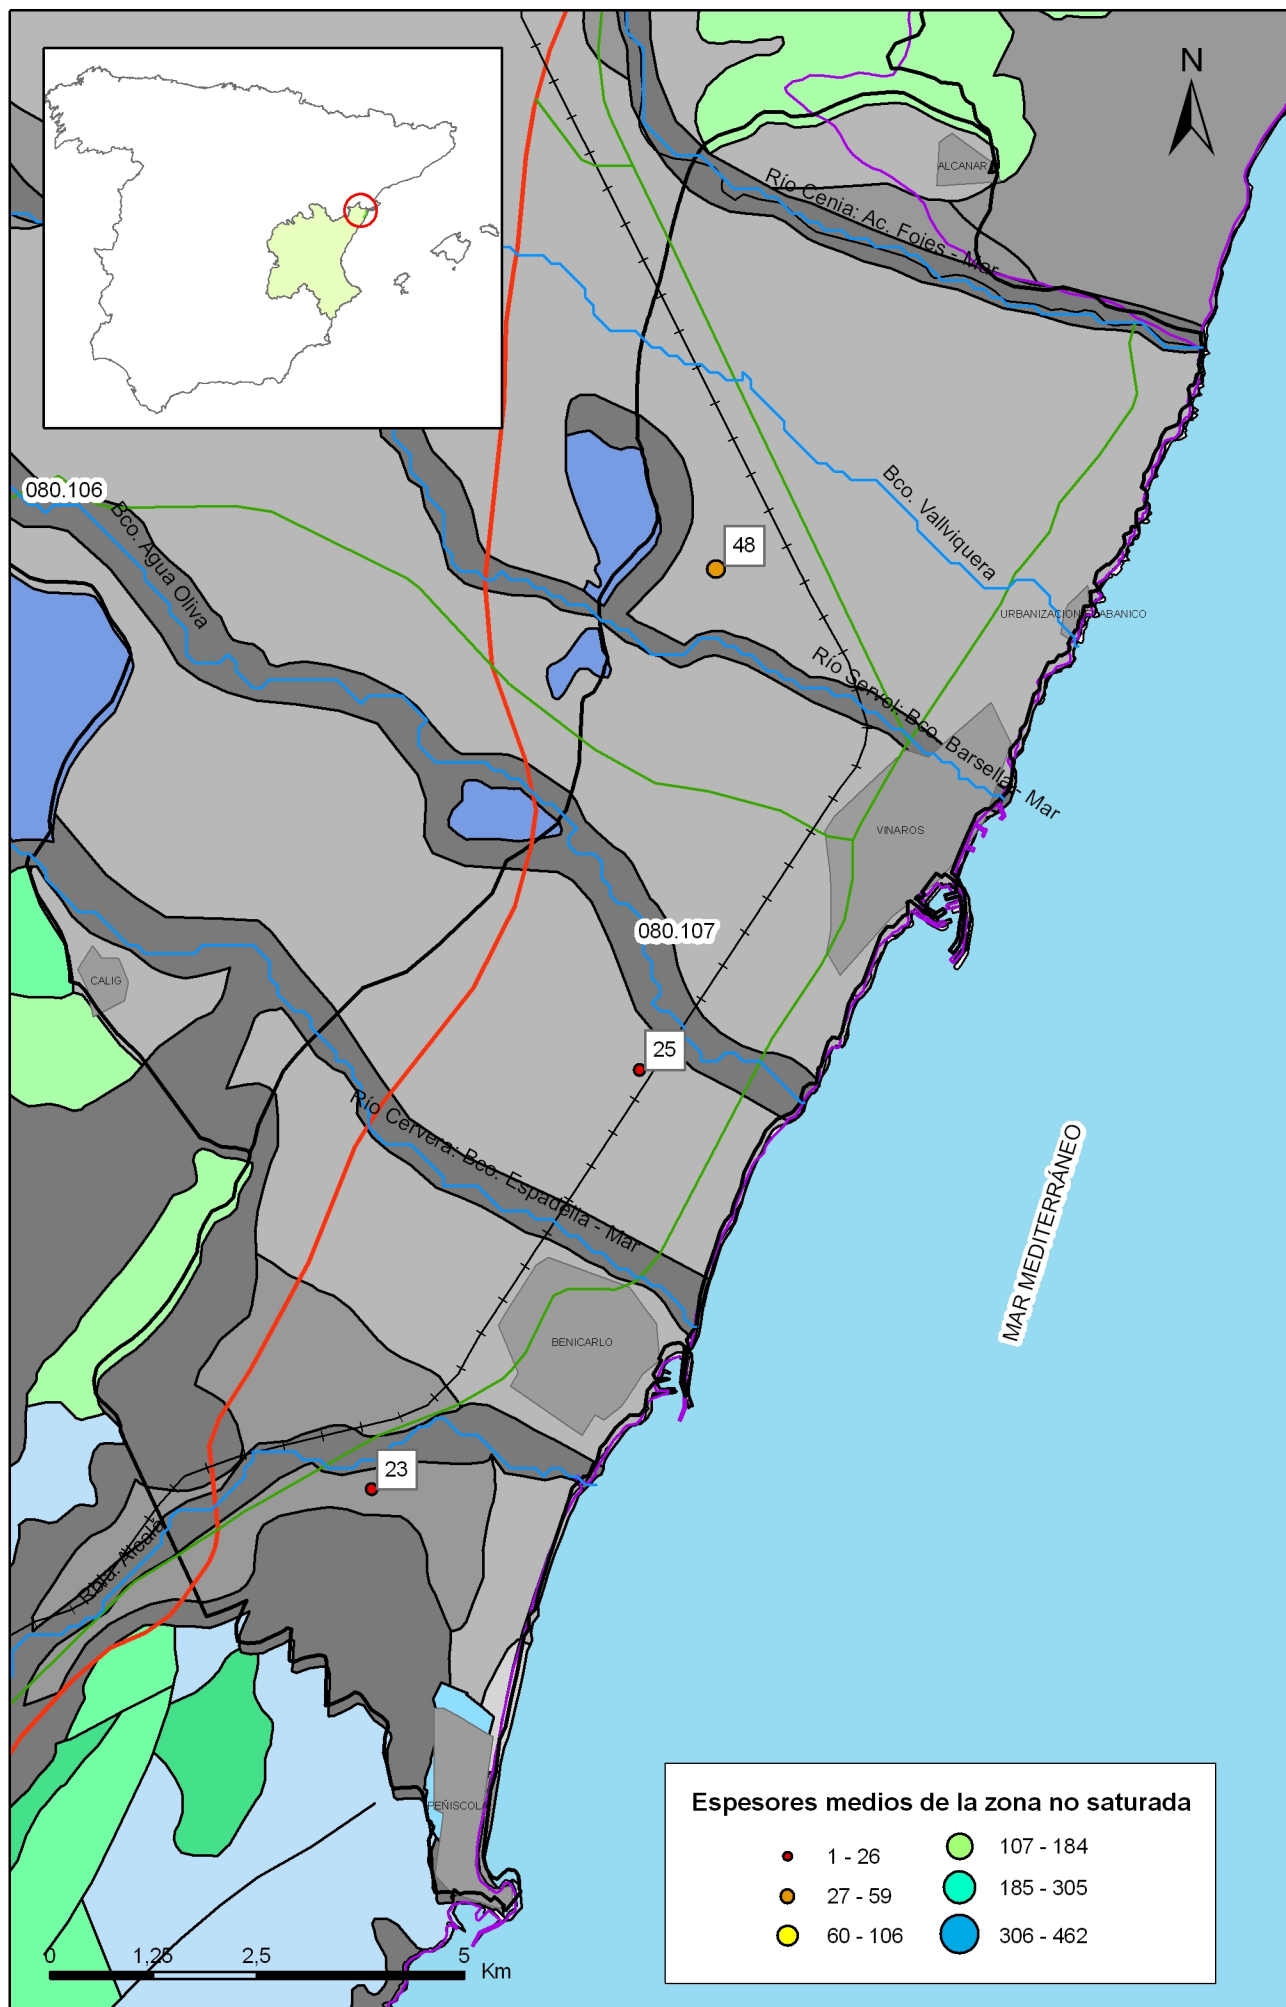 N
ALCANAR
Río Cenia: Ac. Foies - Mar
080.106
Bco. Agua Oliva
Bco. Vallviquera
48
URBANIZACION EL ABANICO
Río Servol: Bco. Barsella - Mar
VINAROS
080.107
CALIG
25
Río Cervera: Bco. Espadella - Mar
MAR MEDITERRÁNEO
BENICARLO
23
Rbla. Alcalá
PEÑISCOLA
Espesores medios de la zona no saturada
1 - 26
27 - 59
60 - 106
107 - 184
185 - 305
306 - 462
0 1,25 2,5 5
Km